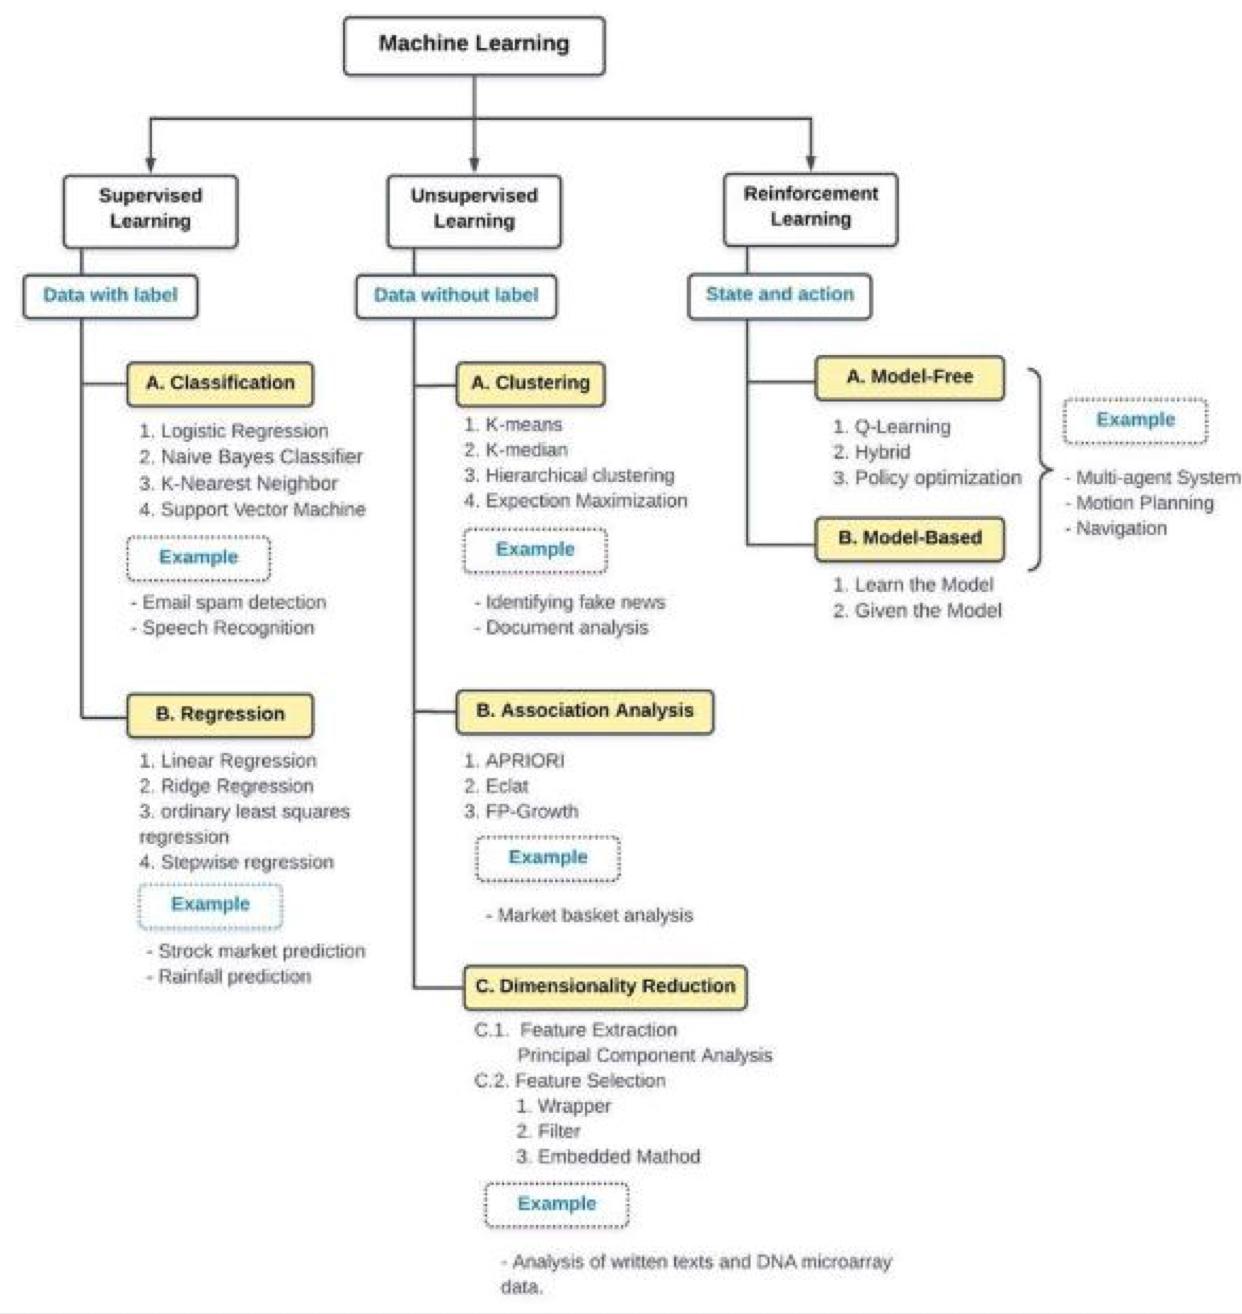 Machine Learning
Supervised
Learning
Data with label
A. Classification
1. Logistic Regression
2. Naive Bayes Classifier
3. K-Nearest Neighbor
4. Support Vector Machine
Example
- Email spam detection
- Speech Recognition
B. Regression
1. Linear Regression
2. Ridge Regression
3. ordinary least squares
regression
4. Stepwise regression
Example
- Strock market prediction
- Rainfall prediction
Unsupervised
Learning
Data without label
A. Clustering
1. K-means
2. K-median
3. Hierarchical clustering
4. Expection Maximization
Example
- Identifying fake news
- Document analysis
B. Association Analysis
1. APRIORI
2. Eclat
3. FP-Growth
Example
- Market basket analysis
C. Dimensionality Reduction
C.1. Feature Extraction
Principal Component Analysis
C.2. Feature Selection
1. Wrapper
2. Filter
3. Embedded Mathod
Example
- Analysis of written texts and DNA microarray
data.
Reinforcement
Learning
State and action
A. Model-Free
1. Q-Learning
2. Hybrid
3. Policy optimization
B. Model-Based
1. Learn the Model
2. Given the Model
Example
- Multi-agent System
- Motion Planning
- Navigation